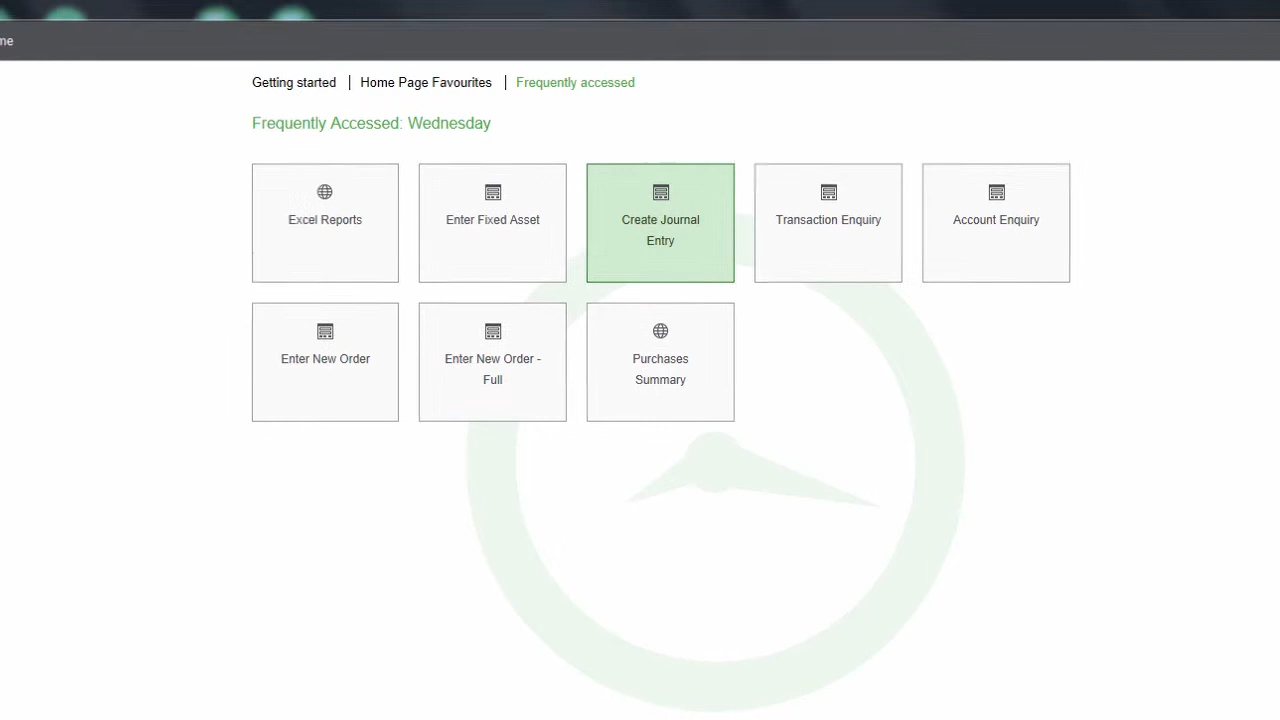 me
Getting started | Home Page Favourites | Frequently accessed
Frequently Accessed: Wednesday
Excel Reports
Enter Fixed Asset
Create Journal
Entry
Transaction Enquiry
Account Enquiry
Enter New Order
Enter New Order -
Full
Purchases
Summary